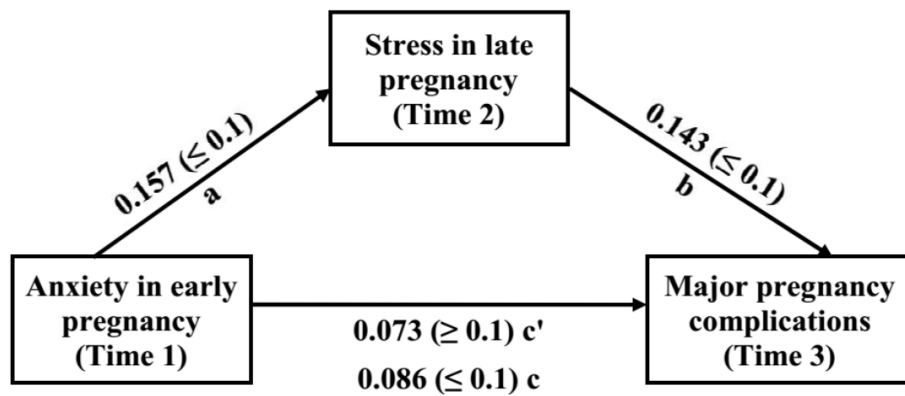 Stress in late
pregnancy
(Time 2)
0.157 (≤ 0.1)
a
0.143 (≤ 0.1)
b
Anxiety in early
pregnancy
(Time 1)
0.073 (≥ 0.1) c'
0.086 (≤ 0.1) c
Major pregnancy
complications
(Time 3)